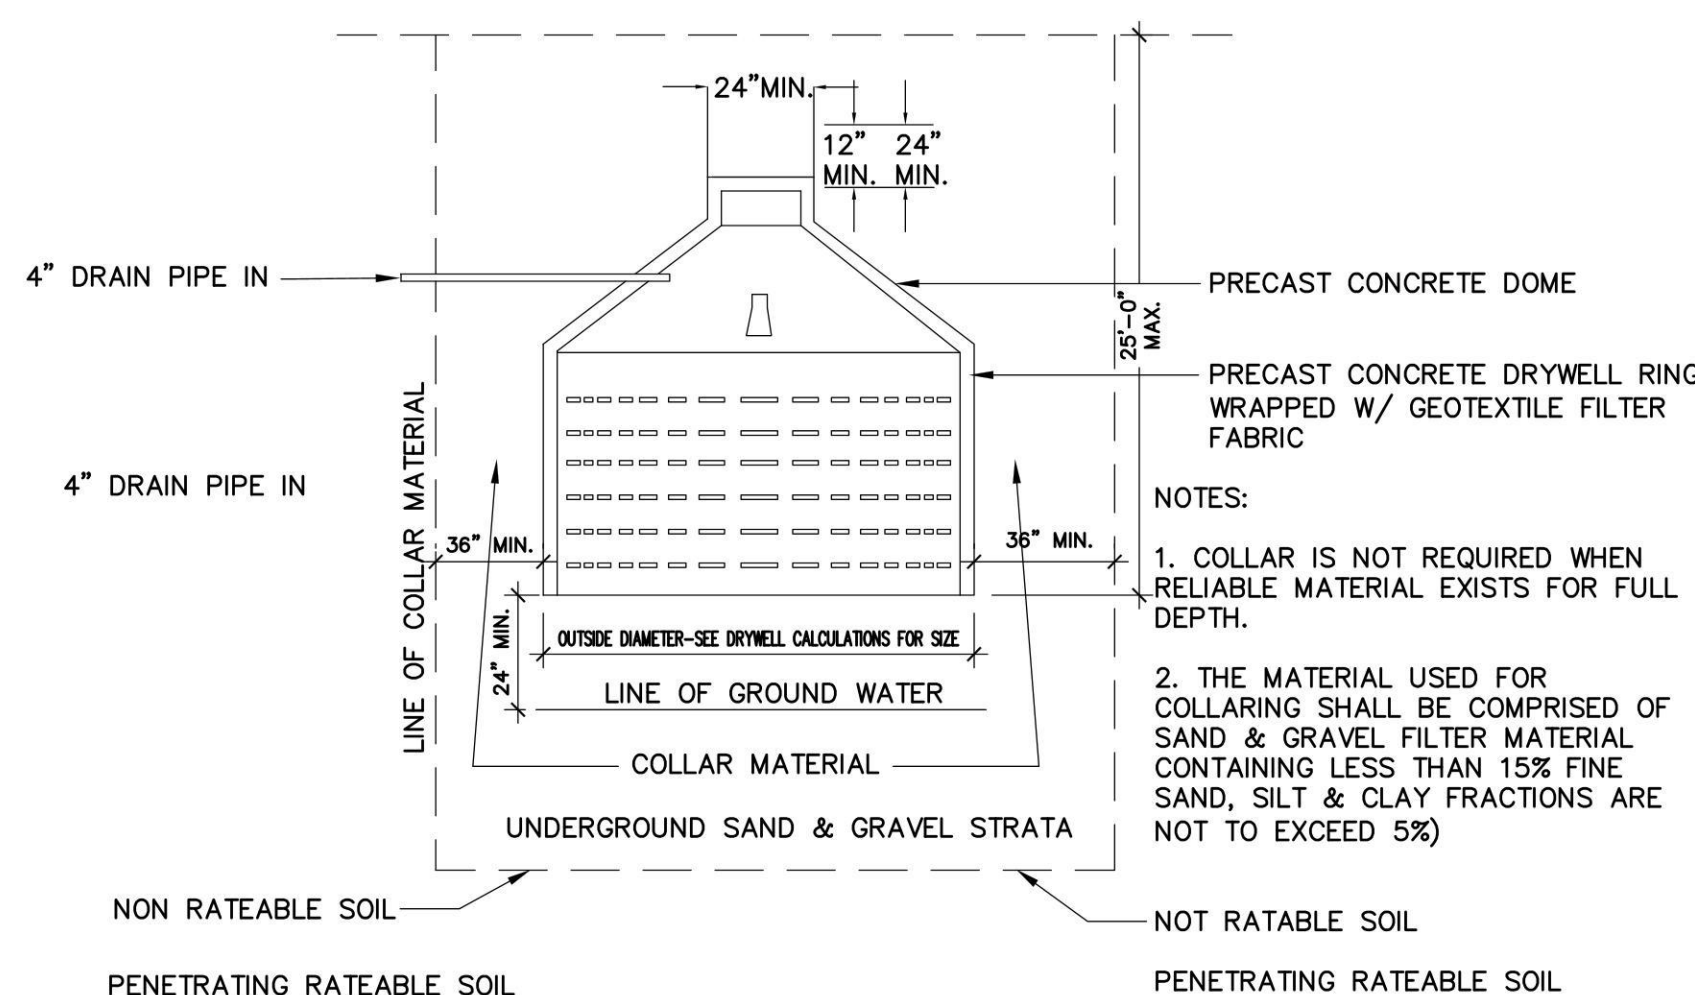 24"MIN.
12" 24"
MIN. MIN.
4" DRAIN PIPE IN
PRECAST CONCRETE DOME
25'-0"
MAX.
PRECAST CONCRETE DRYWELL RING
WRAPPED W/ GEOTEXTILE FILTER
FABRIC
LINE OF COLLAR MATERIAL
4" DRAIN PIPE IN
36" MIN.
36" MIN.
24" MIN.
OUTSIDE DIAMETER-SEE DRYWELL CALCULATIONS FOR SIZE
LINE OF GROUND WATER
COLLAR MATERIAL
UNDERGROUND SAND & GRAVEL STRATA
NOTES:
1. COLLAR IS NOT REQUIRED WHEN
RELIABLE MATERIAL EXISTS FOR FULL
DEPTH.
2. THE MATERIAL USED FOR
COLLARING SHALL BE COMPRISED OF
SAND & GRAVEL FILTER MATERIAL
CONTAINING LESS THAN 15% FINE
SAND, SILT & CLAY FRACTIONS ARE
NOT TO EXCEED 5%)
NON RATEABLE SOIL
PENETRATING RATEABLE SOIL
NOT RATABLE SOIL
PENETRATING RATEABLE SOIL